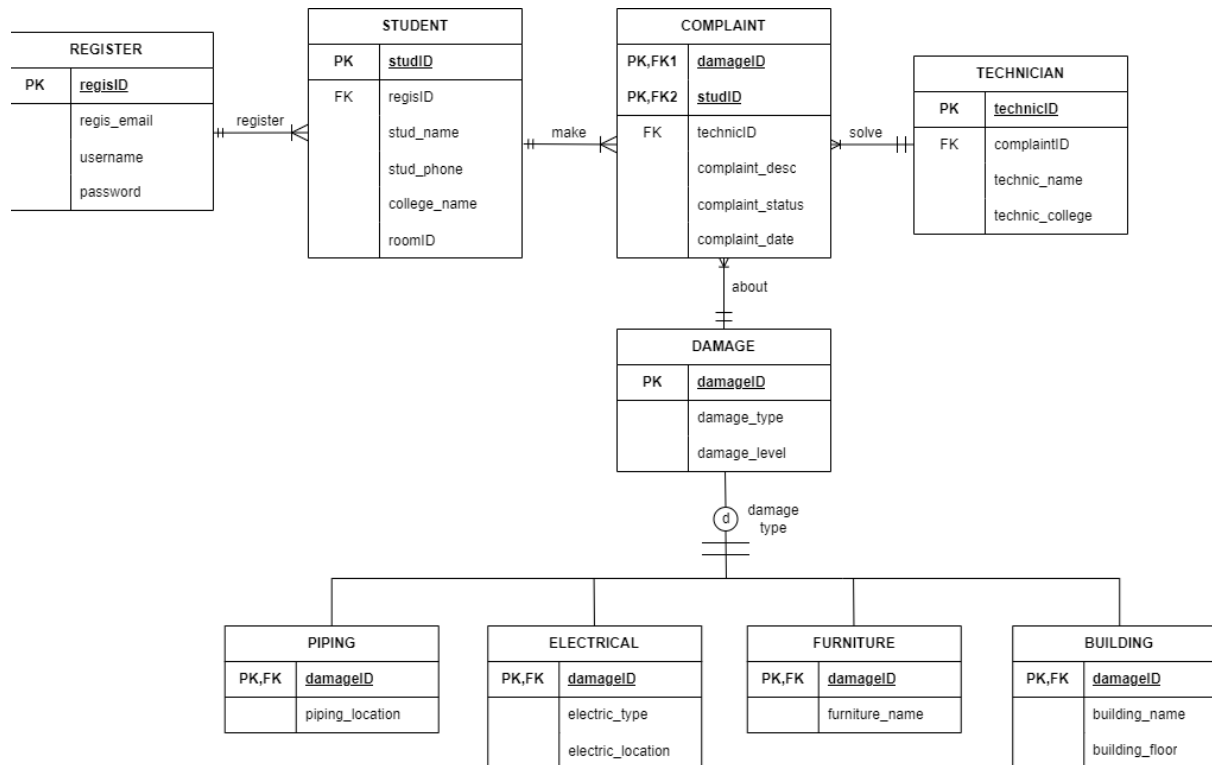 REGISTER
PK regisID
regis_email
username
password
register
STUDENT
PK studID
FK regisID
stud_name
stud_phone
college_name
roomID
make
COMPLAINT
PK,FK1 damageID
PK,FK2 studID
FK technicID
complaint_desc
complaint_status
complaint_date
solve
TECHNICIAN
PK technicID
FK complaintID
technic_name
technic_college
about
DAMAGE
PK damageID
damage_type
damage_level
d
damage
type
PIPING
PK,FK damageID
piping_location
ELECTRICAL
PK,FK damageID
electric_type
electric_location
FURNITURE
PK,FK damageID
furniture_name
BUILDING
PK,FK damageID
building_name
building_floor